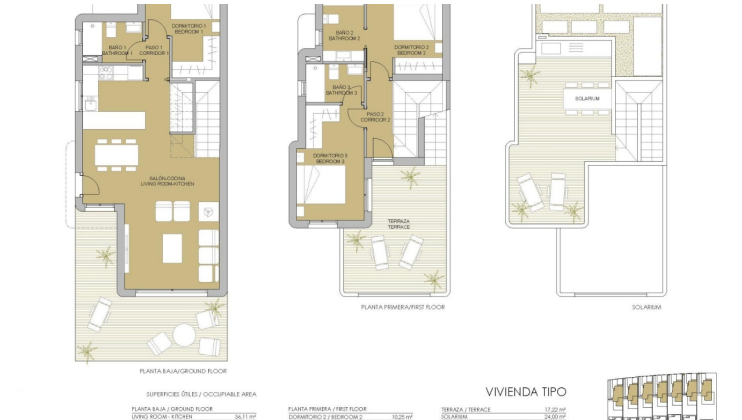 DORMITORIO 1
BEDROOM 1
BAÑO 1
BATHROOM 1
PASO 1
CORRIDOR 1
SALÓN-COCINA
LIVING ROOM-KITCHEN
PLANTA BAJA/GROUND FLOOR
BAÑO 2
BATHROOM 2
DORMITORIO 2
BEDROOM 2
BAÑO 3
BATHROOM 3
PASO 2
CORRIDOR 2
DORMITORIO 3
BEDROOM 3
TERRAZA
TERRACE
PLANTA PRIMERA/FIRST FLOOR
SOLARIUM
SOLARIUM
VIVIENDA TIPO
SUPERFICIES ÚTILES / OCCUPIABLE AREA
PLANTA BAJA / GROUND FLOOR
LIVING ROOM - KITCHEN 36,11 m²
PLANTA PRIMERA / FIRST FLOOR
DORMITORIO 2 / BEDROOM 2 10,25 m²
TERRAZA / TERRACE 17,22 m²
SOLARIUM 24,00 m²